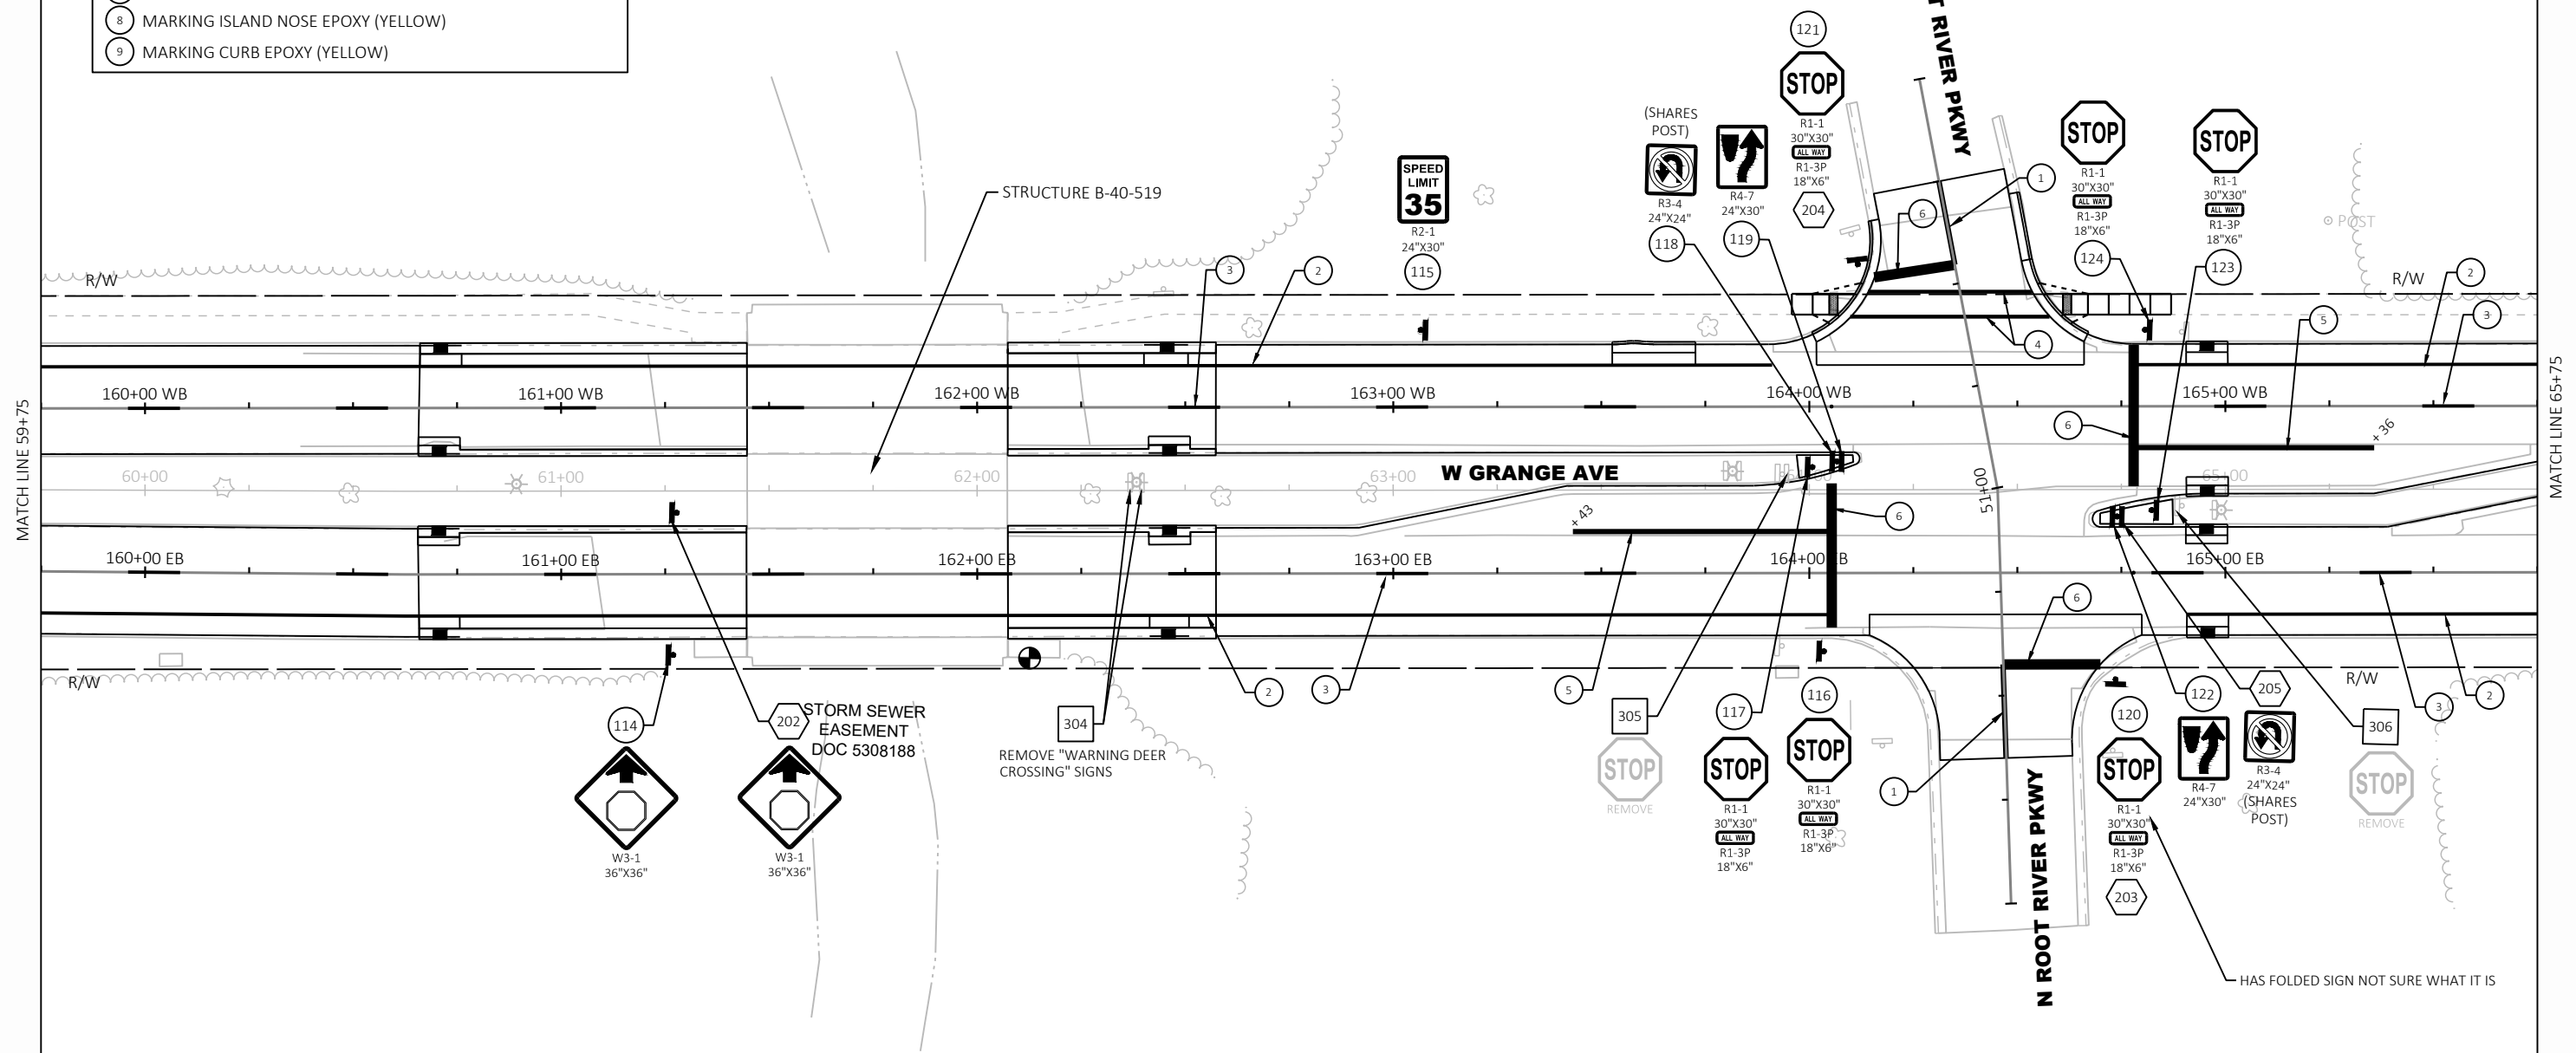 8 MARKING ISLAND NOSE EPOXY (YELLOW)
9 MARKING CURB EPOXY (YELLOW)
T RIVER PKWY
121
STOP
R1-1
30"X30"
ALL WAY
R1-3P
18"X6"
204
(SHARES
POST)
R3-4
24"X24"
118
R4-7
24"X30"
119
SPEED
LIMIT
35
R2-1
24"X30"
115
STOP
R1-1
30"X30"
ALL WAY
R1-3P
18"X6"
124
STOP
R1-1
30"X30"
ALL WAY
R1-3P
18"X6"
123
1
6
POST
STRUCTURE B-40-519
R/W
3
2
R/W
2
3
5
4
MATCH LINE 59+75
MATCH LINE 65+75
160+00 WB
161+00 WB
162+00 WB
163+00 WB
164+00 WB
165+00 WB
6
+36
60+00
61+00
62+00
63+00
W GRANGE AVE
65+00
51+00
+43
6
160+00 EB
161+00 EB
162+00 EB
163+00 EB
164+00 EB
165+00 EB
6
R/W
R/W
114
W3-1
36"X36"
202
STORM SEWER
EASEMENT
DOC 5308188
W3-1
36"X36"
304
REMOVE "WARNING DEER
CROSSING" SIGNS
2
3
5
305
STOP
REMOVE
117
STOP
R1-1
30"X30"
ALL WAY
R1-3P
18"X6"
116
STOP
R1-1
30"X30"
ALL WAY
R1-3P
18"X6"
1
N ROOT RIVER PKWY
120
STOP
R1-1
30"X30"
ALL WAY
R1-3P
18"X6"
203
122
R4-7
24"X30"
205
R3-4
24"X24"
(SHARES
POST)
306
STOP
REMOVE
3
2
HAS FOLDED SIGN NOT SURE WHAT IT IS